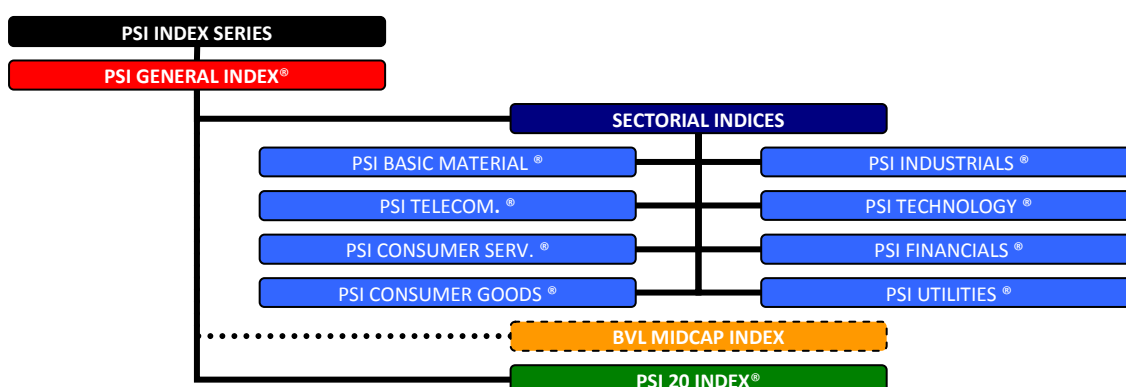 PSI INDEX SERIES
PSI GENERAL INDEX®
SECTORIAL INDICES
PSI BASIC MATERIAL ®
PSI INDUSTRIALS ®
PSI TELECOM. ®
PSI TECHNOLOGY ®
PSI CONSUMER SERV. ®
PSI FINANCIALS ®
PSI CONSUMER GOODS ®
PSI UTILITIES ®
BVL MIDCAP INDEX
PSI 20 INDEX®